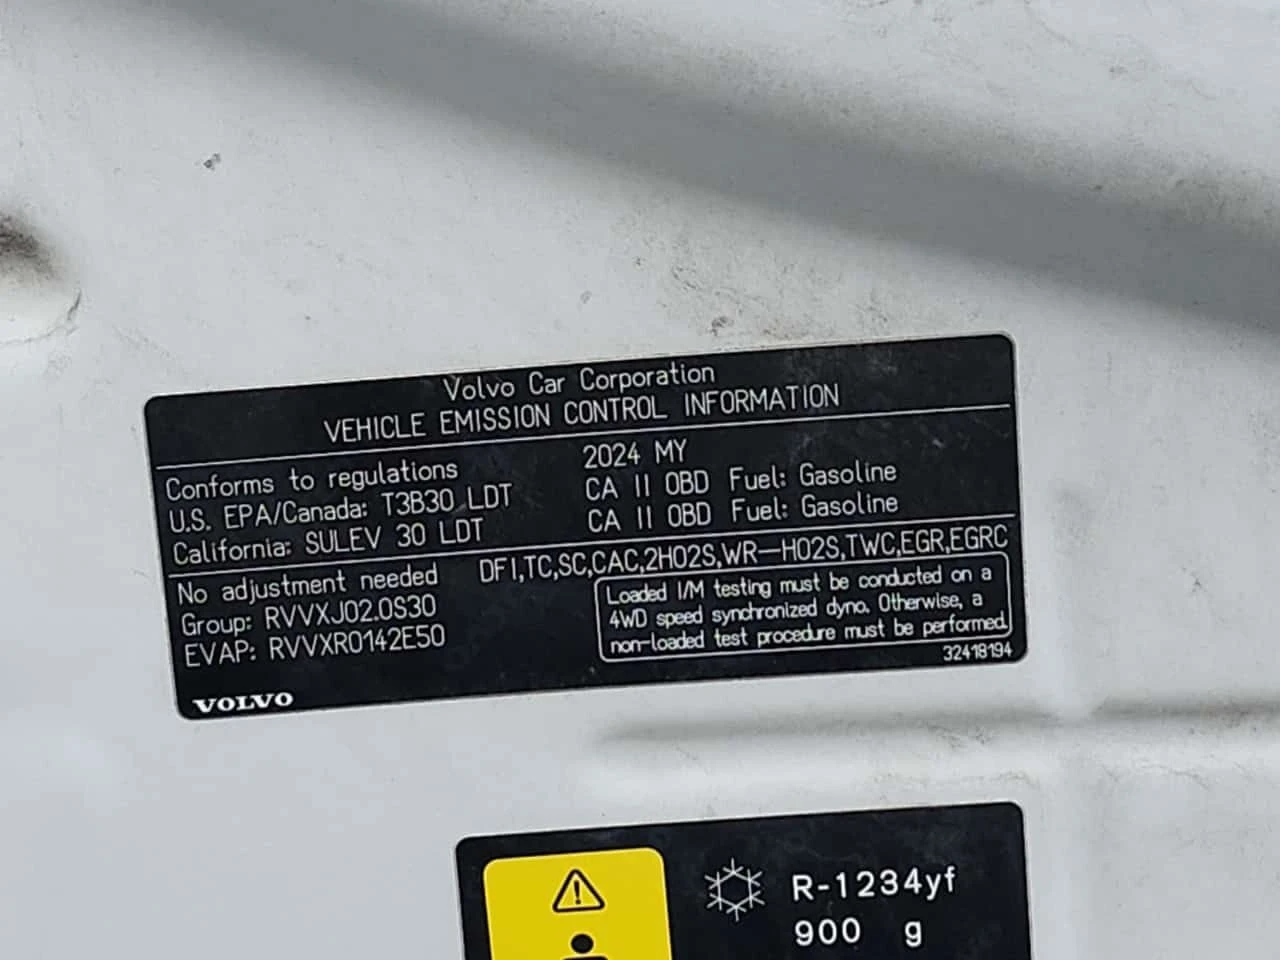 Volvo Car Corporation
VEHICLE EMISSION CONTROL INFORMATION
Conforms to regulations 2024 MY
U.S. EPA/Canada: T3B30 LDT CA II OBD Fuel: Gasoline
California: SULEV 30 LDT CA II OBD Fuel: Gasoline
No adjustment needed DFI,TC,SC,CAC,2HO2S,WR-HO2S,TWC,EGR,EGRC
Group: RVVXJ02.0S30
EVAP: RVVXR0142E50
Loaded I/M testing must be conducted on a
4WD speed synchronized dyno. Otherwise, a
non-loaded test procedure must be performed
32418194
VOLVO
R-1234yf
900 g